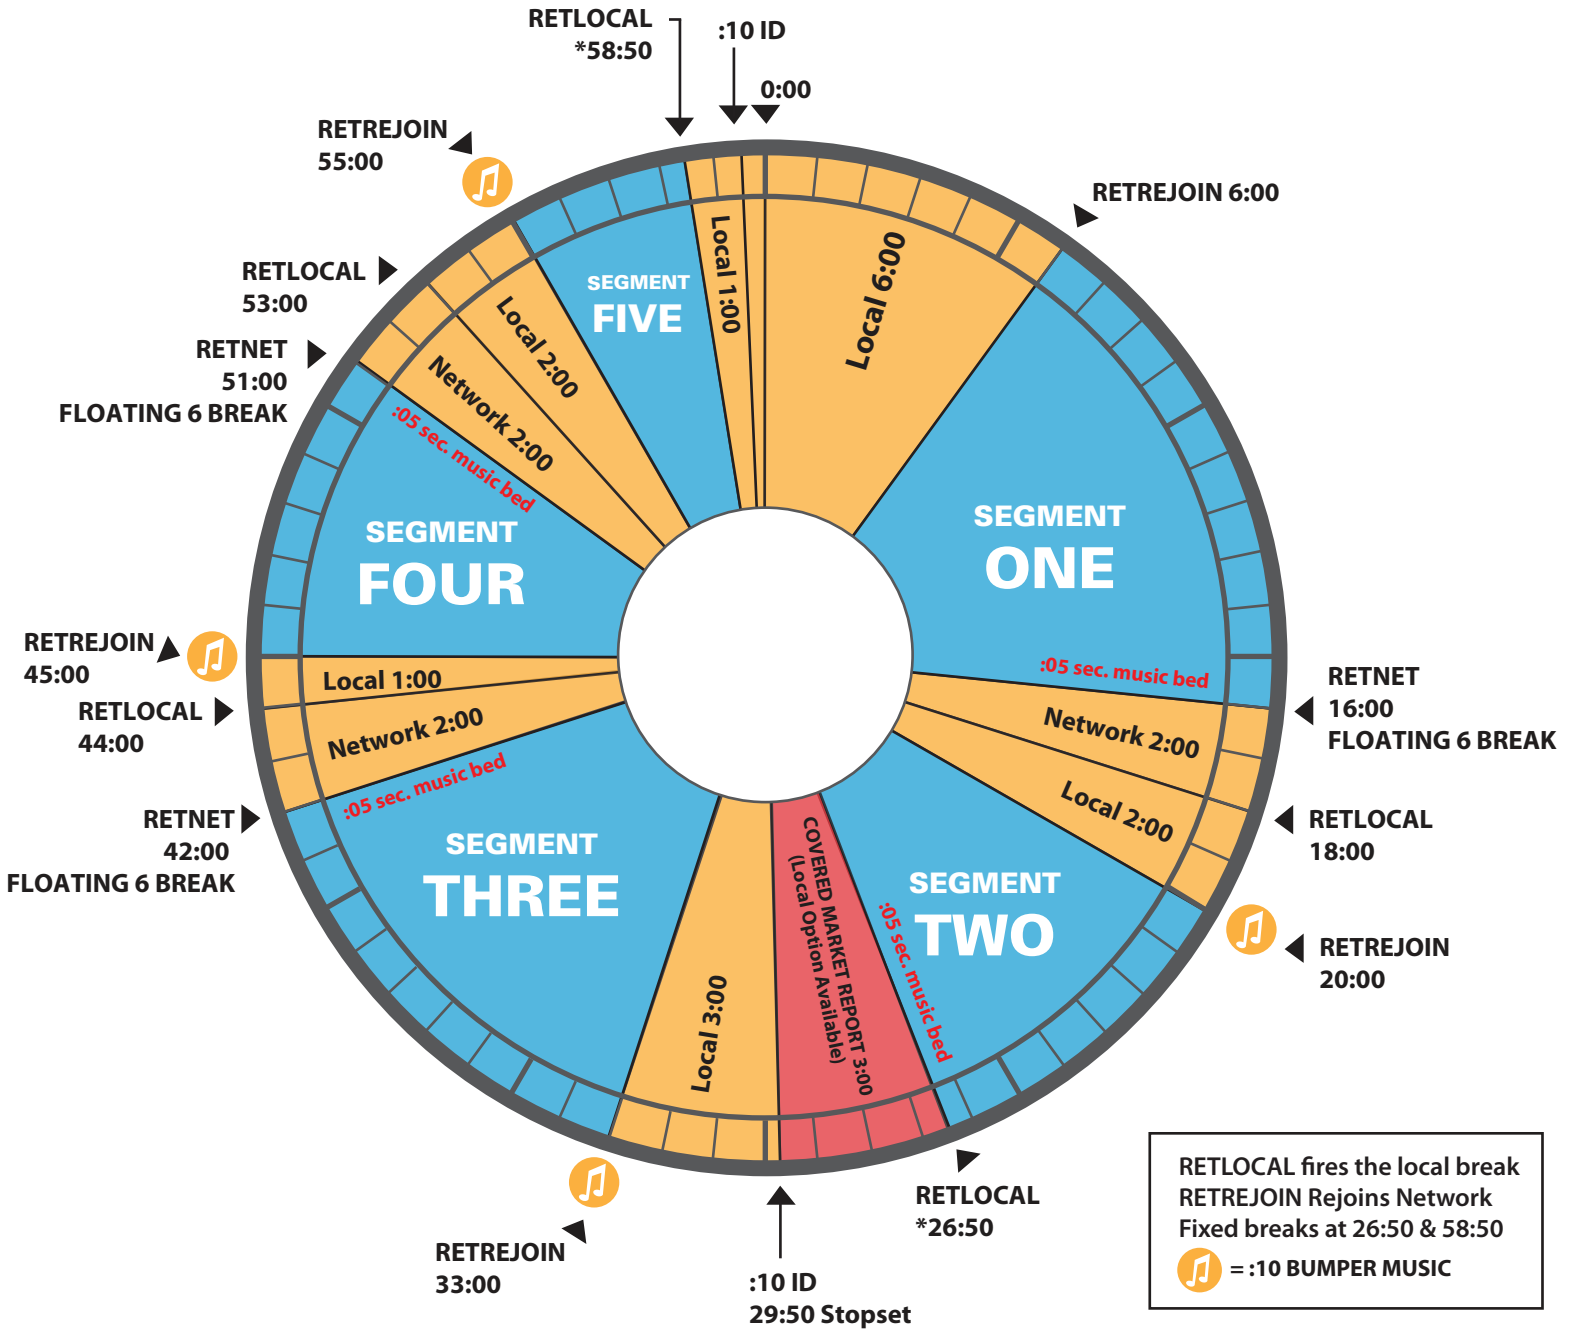 RETLOCAL
*58:50
:10 ID
0:00
RETREJOIN 6:00
RETREJOIN
55:00
RETLOCAL
53:00
RETNET
51:00
FLOATING 6 BREAK
Local 1:00
Local 6:00
SEGMENT
FIVE
Local 2:00
Network 2:00
:05 sec. music bed
SEGMENT
FOUR
SEGMENT
ONE
:05 sec. music bed
RETREJOIN
45:00
RETLOCAL
44:00
Local 1:00
Network 2:00
:05 sec. music bed
RETNET
42:00
FLOATING 6 BREAK
RETNET
16:00
FLOATING 6 BREAK
Network 2:00
Local 2:00
RETLOCAL
18:00
RETREJOIN
20:00
SEGMENT
THREE
Local 3:00
COVERED MARKET REPORT 3:00
(Local Option Available)
:05 sec. music bed
SEGMENT
TWO
RETREJOIN
33:00
:10 ID
29:50 Stopset
RETLOCAL
*26:50
RETLOCAL fires the local break
RETREJOIN Rejoins Network
Fixed breaks at 26:50 & 58:50
= :10 BUMPER MUSIC